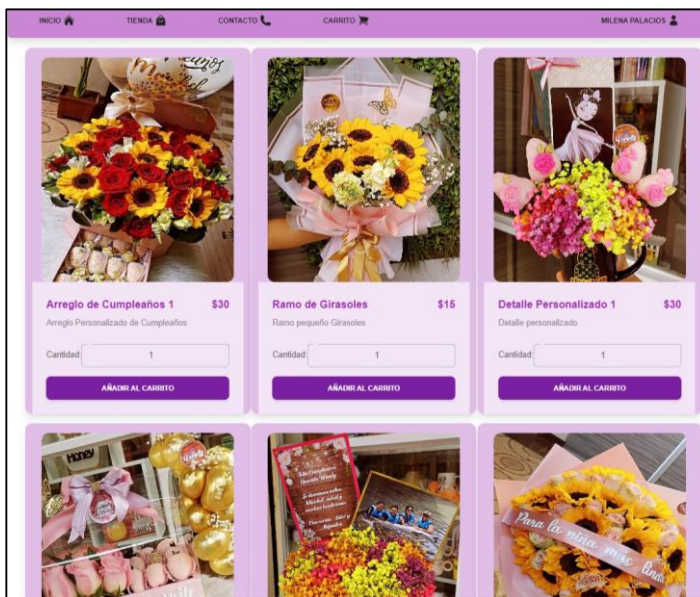 INICIO
TIENDA
CONTACTO
CARRITO
MILENA PALACIOS
Arreglo de Cumpleaños 1
$30
Arreglo Personalizado de Cumpleaños
Cantidad:
1
AÑADIR AL CARRITO
Ramo de Girasoles
$15
Ramo pequeño Girasoles
Cantidad:
1
AÑADIR AL CARRITO
Detalle Personalizado 1
$30
Detalle personalizado
Cantidad:
1
AÑADIR AL CARRITO
Honey
Para la niña más linda